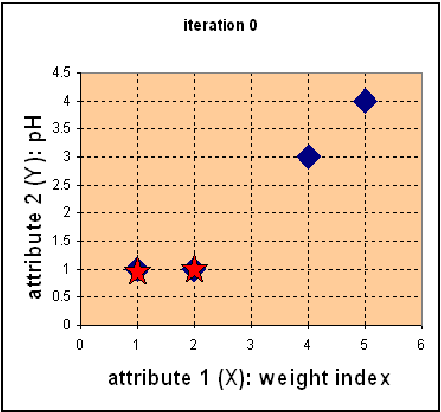 iteration 0
attribute 2 (Y): pH
4.5
4
3.5
3
2.5
2
1.5
1
0.5
0
0 1 2 3 4 5 6
attribute 1 (X): weight index